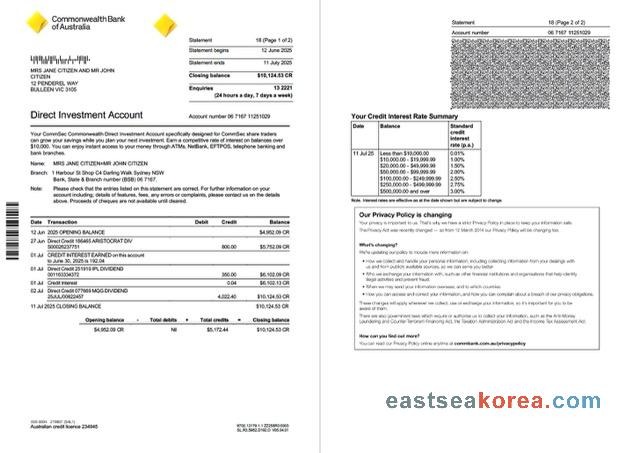 Commonwealth Bank
of Australia
Statement 18 (Page 1 of 2)
Statement begins 12 June 2025
Statement ends 11 July 2025
Closing balance $10,124.53 CR
Enquiries 13 2221
(24 hours a day, 7 days a week)
MRS JANE CITIZEN AND MR JOHN
CITIZEN
12 PENDEREL WAY
BULLEEN VIC 3105
Direct Investment Account
Account number 06 7167 11251029
Your CommSec Commonwealth Direct Investment Account specifically designed for CommSec share traders
can grow your savings while you plan your next investment. Earn a competitive rate of interest on balances over
$10,000. You can enjoy instant access to your money through ATMs, NetBank, EFTPOS, telephone banking and
bank branches.
Name: MRS JANE CITIZEN+MR JOHN CITIZEN
Branch: 1 Harbour St Shop C4 Darling Walk Sydney NSW
Bank, State & Branch number (BSB) 06 7167.
Note: Please check that the entries listed on this statement are correct. For further information on your
account including; details of features, fees, any errors or complaints, please contact us on the details
above. Proceeds of cheques are not available until cleared.
Date Transaction Debit Credit Balance
12 Jun 2025 OPENING BALANCE $4,952.09 CR
27 Jun Direct Credit 186465 ARISTOCRAT DIV
S00026237751 800.00 $5,752.09 CR
01 Jul CREDIT INTEREST EARNED on this account
to June 30, 2025 is 192.04
01 Jul Direct Credit 251910 IPL DIVIDEND
350.00 $6,102.09 CR
01 Jul Credit Interest 0.04 $6,102.13 CR
02 Jul Direct Credit MQG DIVIDEND
25JUL/00922457 4,022.40 $10,124.53 CR
11 Jul 2025 CLOSING BALANCE $10,124.53 CR
Opening balance - Total debits + Total credits = Closing balance
$4,952.09 CR Nil $5,172.44 $10,124.53 CR
Australian credit licence 234945
Statement 18 (Page 2 of 2)
Account number 06 7167 11251029
Your Credit Interest Rate Summary
Date Balance Standard
credit
interest
rate (p.a.)
11 Jul 25 Less than $10,000.00 0.01%
$10,000.00 - $19,999.99 1.00%
$20,000.00 - $49,999.99 1.50%
$50,000.00 - $99,999.99 2.00%
$100,000.00 - $249,999.99 2.50%
$250,000.00 - $499,999.99 2.75%
$500,000.00 and over 3.00%
Note. Interest rates are effective as at the date shown but are subject to change.
Our Privacy Policy is changing
Your privacy is important to us. That's why we have a strict Privacy Policy in place to keep your information safe.
The Privacy Act was recently changed — so from 12 March 2014 our Privacy Policy will be changing too.
What's changing?
We're updating our policy to include more information on:
• How we collect and handle your personal information, including collecting information from your dealings with
us and from publicly available sources, so we can serve you better
• Who we exchange your information with, such as other financial institutions and organisations that help identify
illegal activities and prevent fraud.
• When we may send your information overseas, and to which countries
• How you can access and correct your information, and how you can complain about a breach of our privacy obligations.
These changes will apply whenever we collect, use or exchange your information, so it's important for you to be
aware of them.
There are also government laws which require or authorise us to collect your information, such as the Anti-Money
Laundering and Counter Terrorism Financing Act, the Taxation Administration Act and the Income Tax Assessment Act.
How can you find out more?
You can read our Privacy Policy online anytime at commbank.com.au/privacypolicy
eastseakorea.com